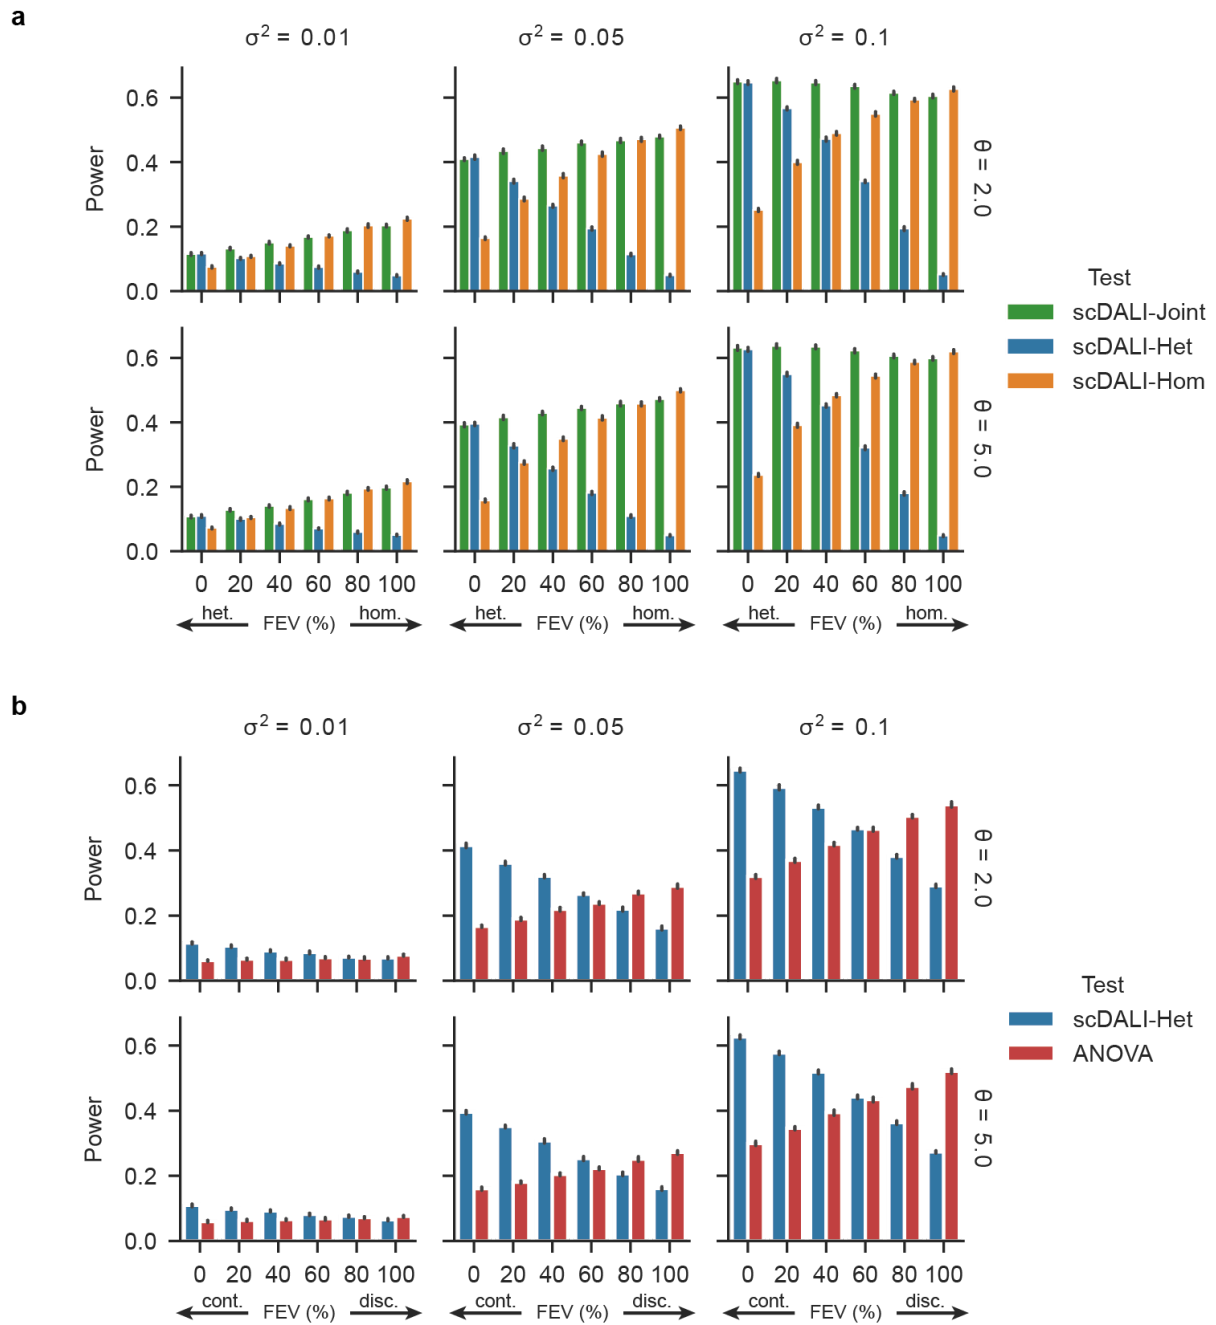 a
σ² = 0.01
σ² = 0.05
σ² = 0.1
0.6
0.4
0.2
0.0
Power
θ = 2.0
0.6
0.4
0.2
0.0
Power
θ = 5.0
0 20 40 60 80 100
0 20 40 60 80 100
0 20 40 60 80 100
het. FEV (%) hom.
het. FEV (%) hom.
het. FEV (%) hom.
Test
scDALI-Joint
scDALI-Het
scDALI-Hom
b
σ² = 0.01
σ² = 0.05
σ² = 0.1
0.6
0.4
0.2
0.0
Power
θ = 2.0
0.6
0.4
0.2
0.0
Power
θ = 5.0
0 20 40 60 80 100
0 20 40 60 80 100
0 20 40 60 80 100
cont. FEV (%) disc.
cont. FEV (%) disc.
cont. FEV (%) disc.
Test
scDALI-Het
ANOVA